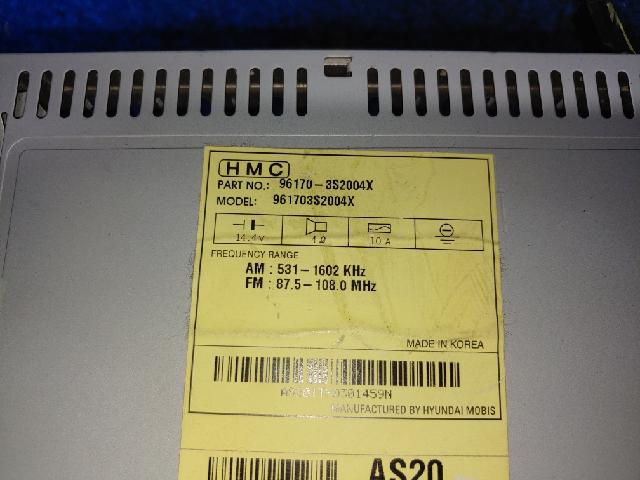 HMC
PART NO.: 96170-3S2004X
MODEL: 961703S2004X
14.4V 4Ω 10A
FREQUENCY RANGE
AM : 531-1602 KHz
FM : 87.5-108.0 MHz
MADE IN KOREA
MANUFACTURED BY HYUNDAI MOBIS
AS20